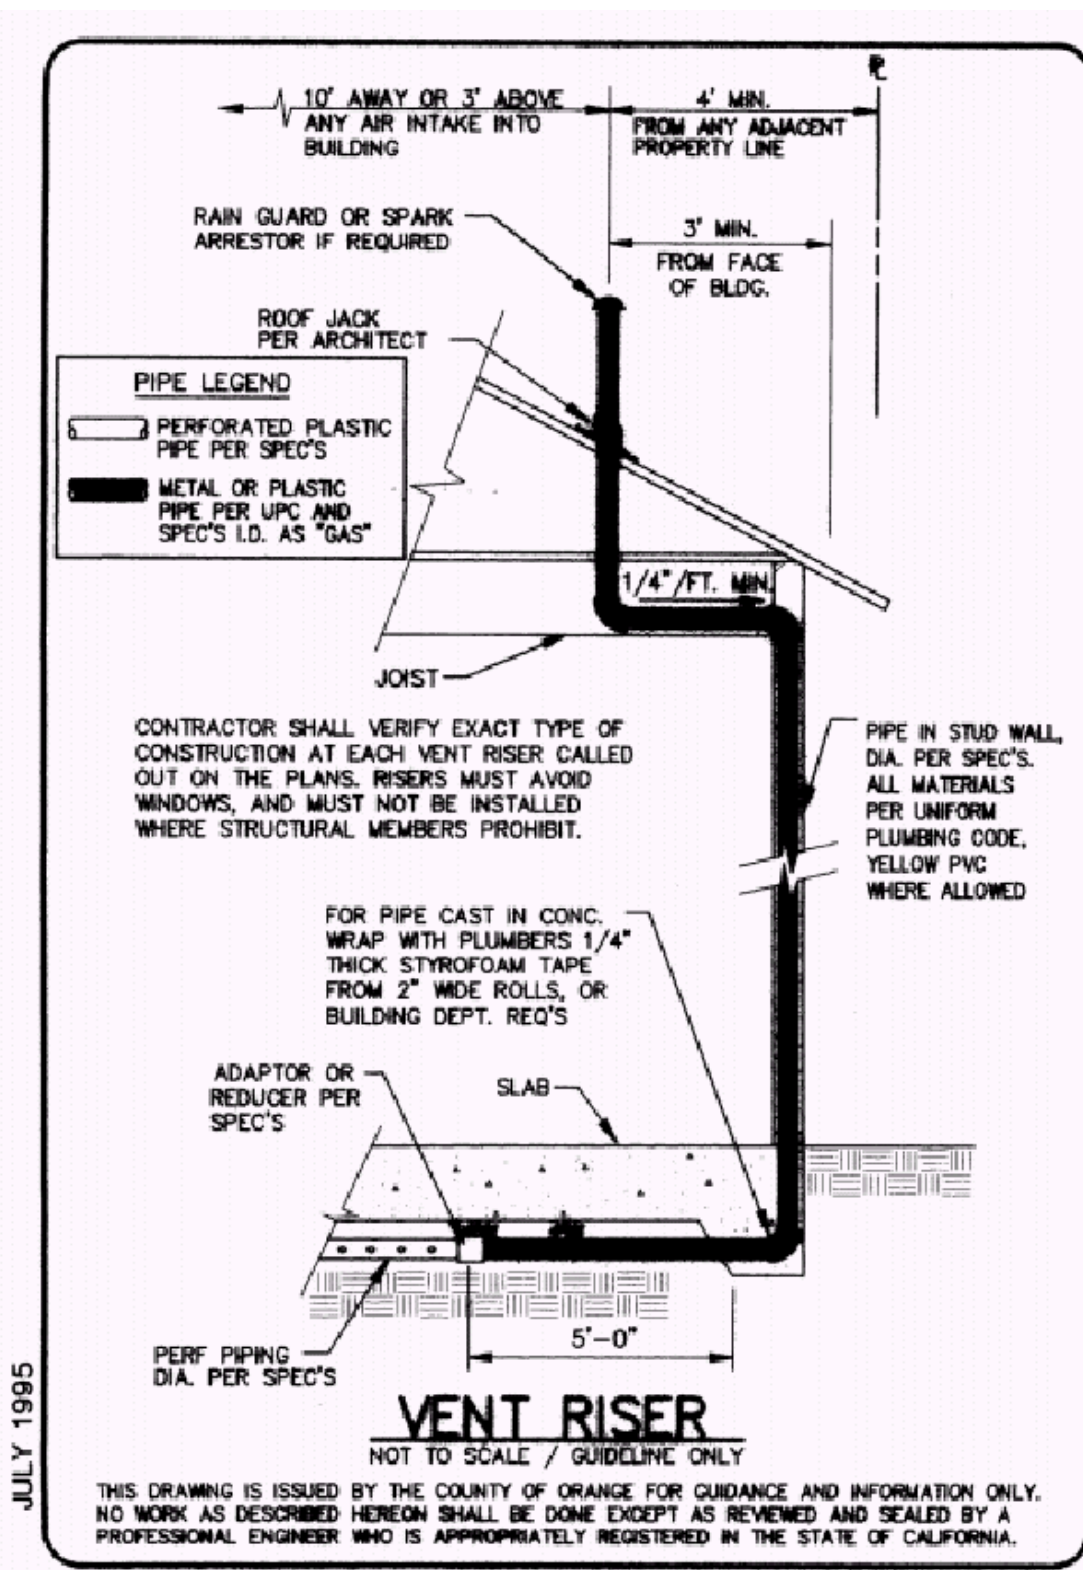 ℄
10' AWAY OR 3' ABOVE
ANY AIR INTAKE INTO
BUILDING
4' MIN.
FROM ANY ADJACENT
PROPERTY LINE
RAIN GUARD OR SPARK
ARRESTOR IF REQUIRED
3' MIN.
FROM FACE
OF BLDG.
ROOF JACK
PER ARCHITECT
PIPE LEGEND
PERFORATED PLASTIC
PIPE PER SPEC'S
METAL OR PLASTIC
PIPE PER UPC AND
SPEC'S I.D. AS "GAS"
1/4"/FT. MIN.
JOIST
CONTRACTOR SHALL VERIFY EXACT TYPE OF
CONSTRUCTION AT EACH VENT RISER CALLED
OUT ON THE PLANS. RISERS MUST AVOID
WINDOWS, AND MUST NOT BE INSTALLED
WHERE STRUCTURAL MEMBERS PROHIBIT.
PIPE IN STUD WALL,
DIA. PER SPEC'S.
ALL MATERIALS
PER UNIFORM
PLUMBING CODE,
YELLOW PVC
WHERE ALLOWED
FOR PIPE CAST IN CONC.
WRAP WITH PLUMBERS 1/4"
THICK STYROFOAM TAPE
FROM 2" WIDE ROLLS, OR
BUILDING DEPT. REQ'S
ADAPTOR OR
REDUCER PER
SPEC'S
SLAB
5'-0"
PERF PIPING
DIA. PER SPEC'S
VENT RISER
NOT TO SCALE / GUIDELINE ONLY
THIS DRAWING IS ISSUED BY THE COUNTY OF ORANGE FOR GUIDANCE AND INFORMATION ONLY.
NO WORK AS DESCRIBED HEREON SHALL BE DONE EXCEPT AS REVIEWED AND SEALED BY A
PROFESSIONAL ENGINEER WHO IS APPROPRIATELY REGISTERED IN THE STATE OF CALIFORNIA.
JULY 1995